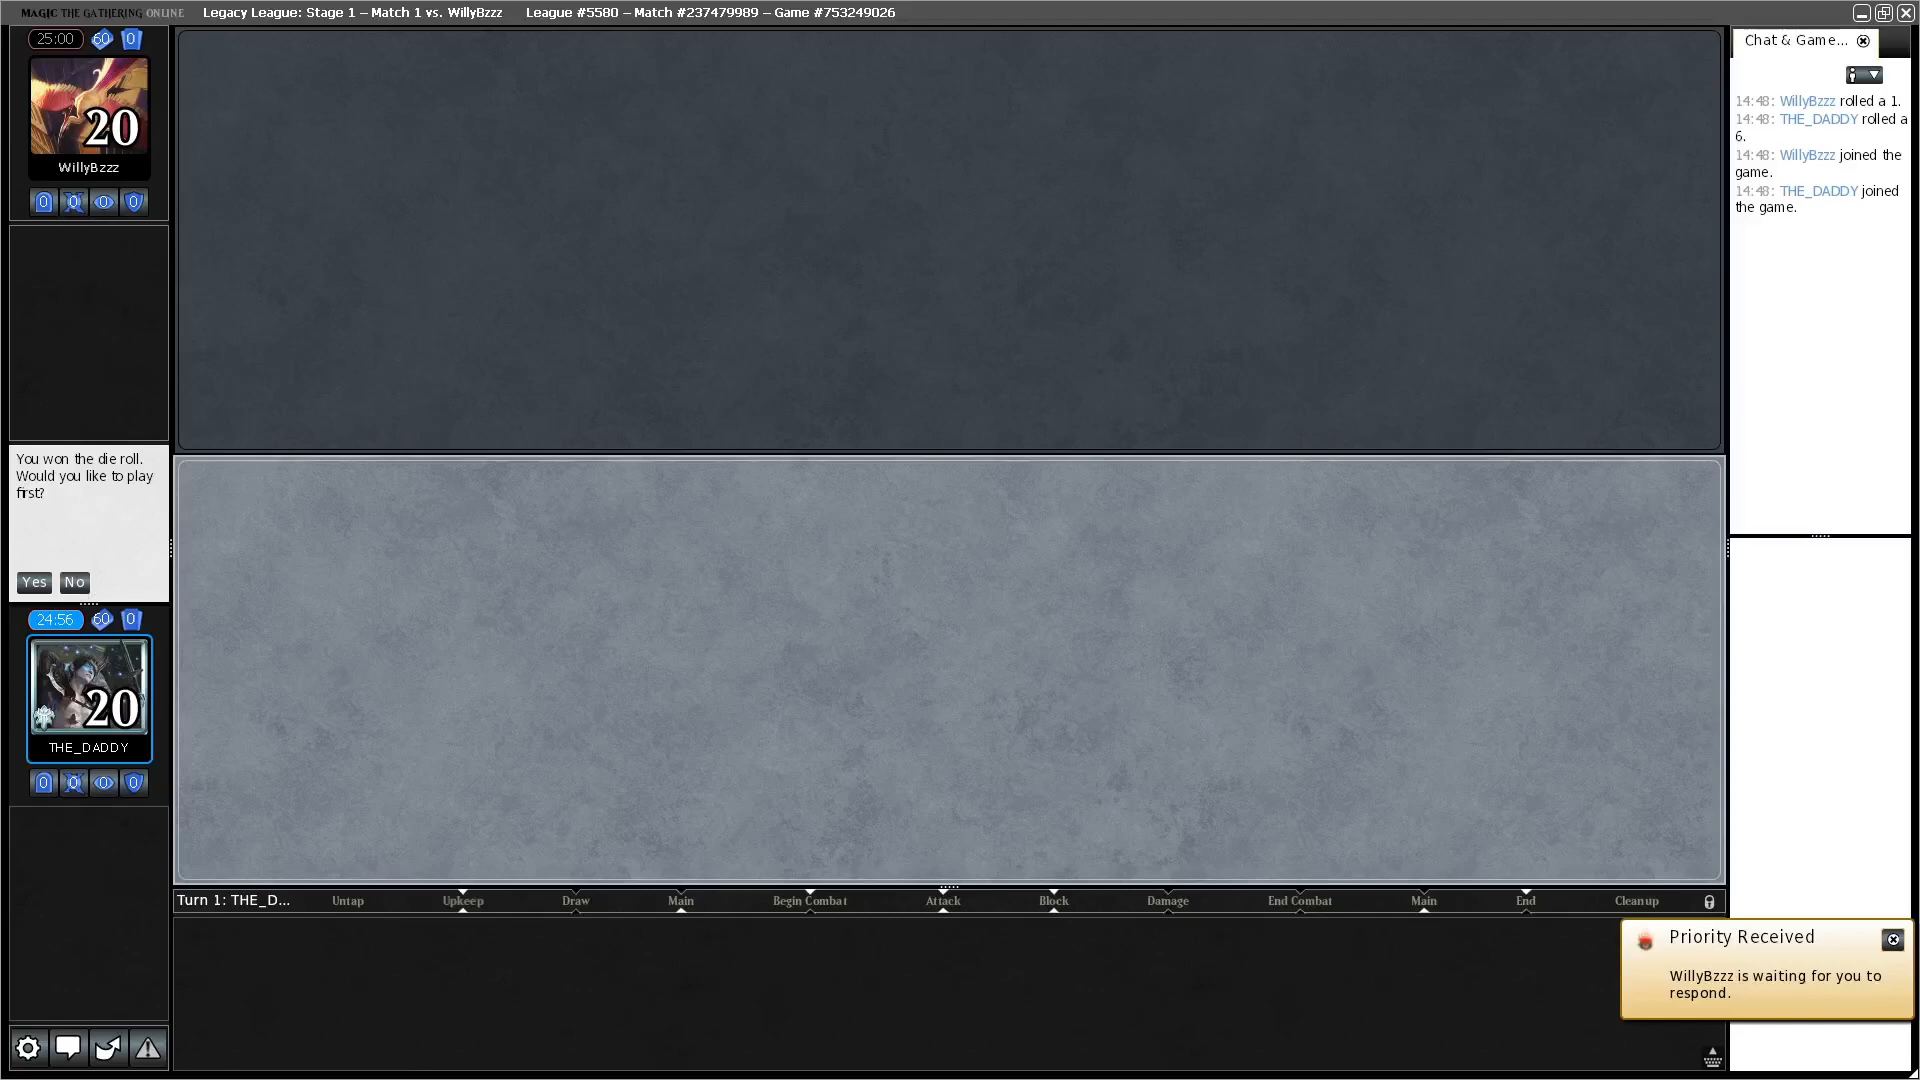 MAGIC THE GATHERING ONLINE
Legacy League: Stage 1 – Match 1 vs. WillyBzzz League #5580 – Match #237479989 – Game #753249026
25:00 60 0
20
WillyBzzz
0 0 0 0
You won the die roll.
Would you like to play
first?
Yes No
24:56 60 0
20
THE_DADDY
0 0 0 0
Turn 1: THE_D... Untap Upkeep Draw Main Begin Combat Attack Block Damage End Combat Main End Cleanup
Chat & Game...
14:48: WillyBzzz rolled a 1.
14:48: THE_DADDY rolled a
6.
14:48: WillyBzzz joined the
game.
14:48: THE_DADDY joined
the game.
Priority Received
WillyBzzz is waiting for you to
respond.